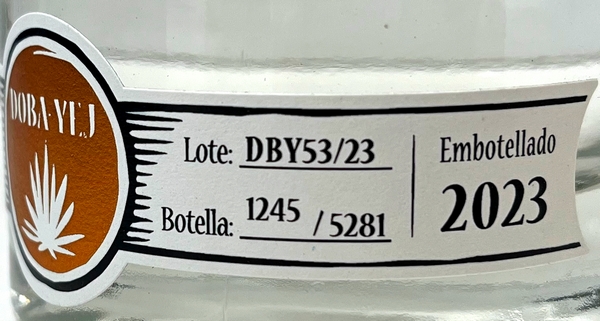 DOBA-YEJ
Lote: DBY53/23
Botella: 1245 / 5281
Embotellado
2023